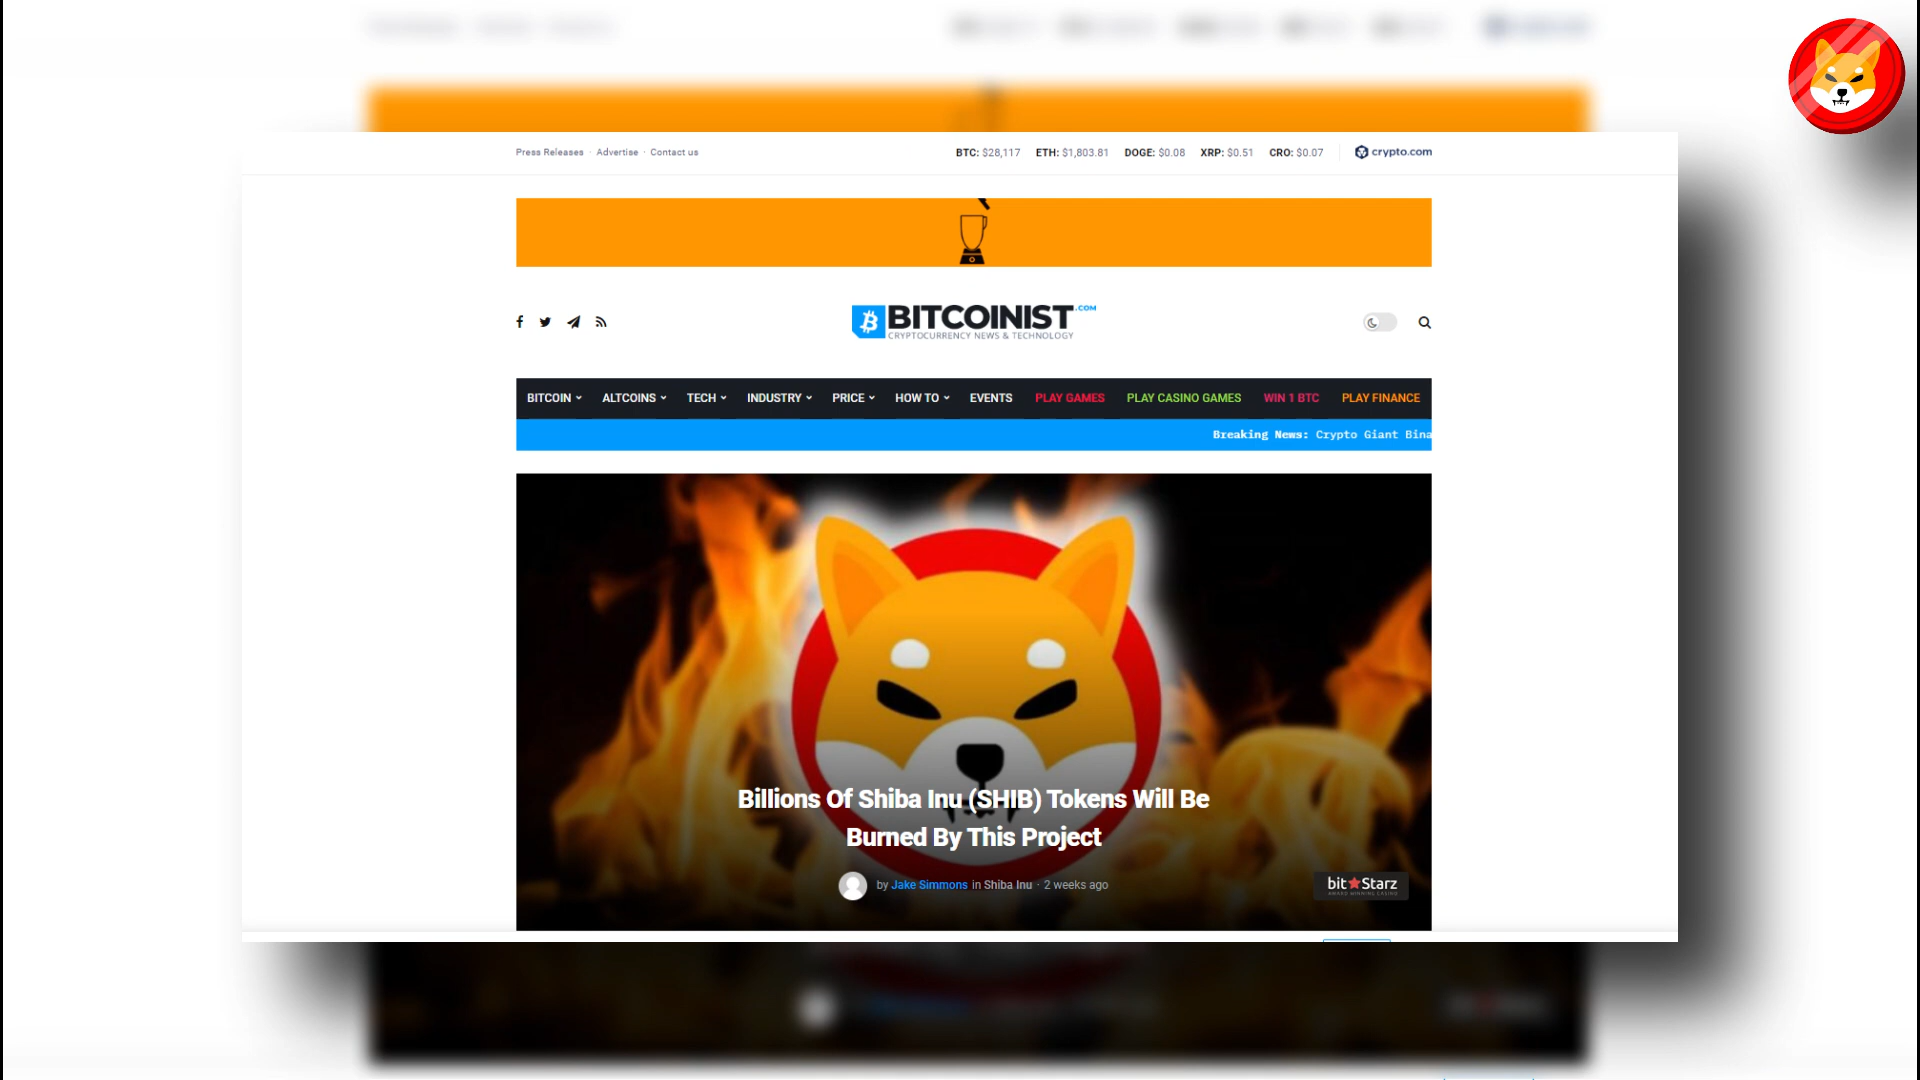 Press Releases · Advertise · Contact us
BTC: $28,117 ETH: $1,803.81 DOGE: $0.08 XRP: $0.51 CRO: $0.07 crypto.com
BITCOINIST.COM
CRYPTOCURRENCY NEWS & TECHNOLOGY
BITCOIN ALTCOINS TECH INDUSTRY PRICE HOW TO EVENTS PLAY GAMES PLAY CASINO GAMES WIN 1 BTC PLAY FINANCE
Breaking News: Crypto Giant Bina
Billions Of Shiba Inu (SHIB) Tokens Will Be
Burned By This Project
by Jake Simmons in Shiba Inu · 2 weeks ago
bitStarz